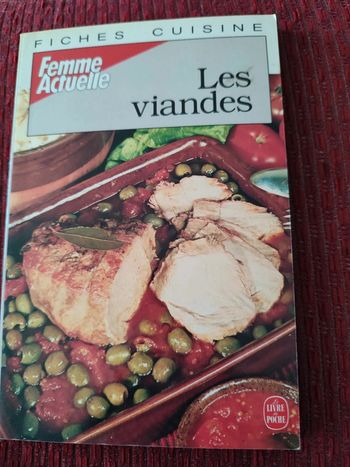 FICHES CUISINE
Femme
Actuelle
Les
viandes
LE LIVRE
DE POCHE